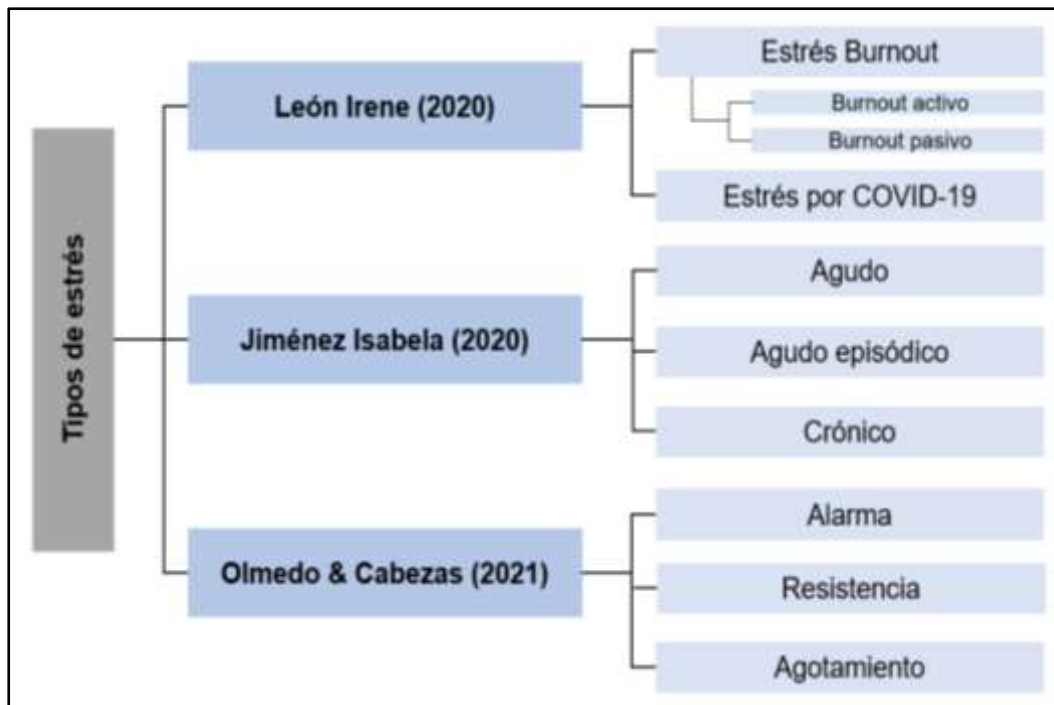 Tipos de estrés
León Irene (2020)
Estrés Burnout
Burnout activo
Burnout pasivo
Estrés por COVID-19
Jiménez Isabela (2020)
Agudo
Agudo episódico
Crónico
Olmedo & Cabezas (2021)
Alarma
Resistencia
Agotamiento